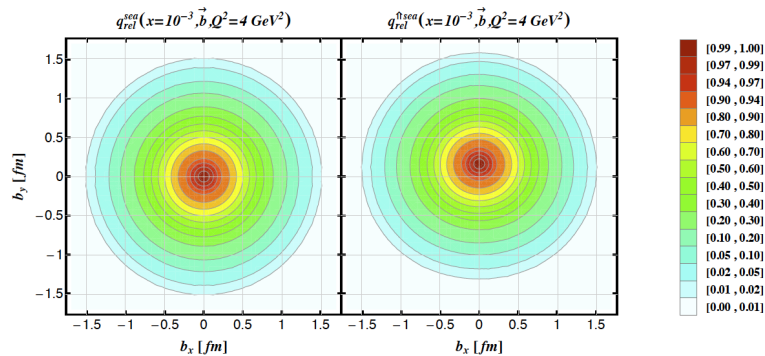 q_rel^sea(x=10^-3,b⃗,Q^2=4 GeV^2)
q_rel^⇑sea(x=10^-3,b⃗,Q^2=4 GeV^2)
1.5
1
0.5
0
−0.5
−1
−1.5
b_y [fm]
−1.5 −1 −0.5 0 0.5 1 1.5
−1.5 −1 −0.5 0 0.5 1 1.5
b_x [fm]
b_x [fm]
[0.99 , 1.00]
[0.97 , 0.99]
[0.94 , 0.97]
[0.90 , 0.94]
[0.80 , 0.90]
[0.70 , 0.80]
[0.60 , 0.70]
[0.50 , 0.60]
[0.40 , 0.50]
[0.30 , 0.40]
[0.20 , 0.30]
[0.10 , 0.20]
[0.05 , 0.10]
[0.02 , 0.05]
[0.01 , 0.02]
[0.00 , 0.01]